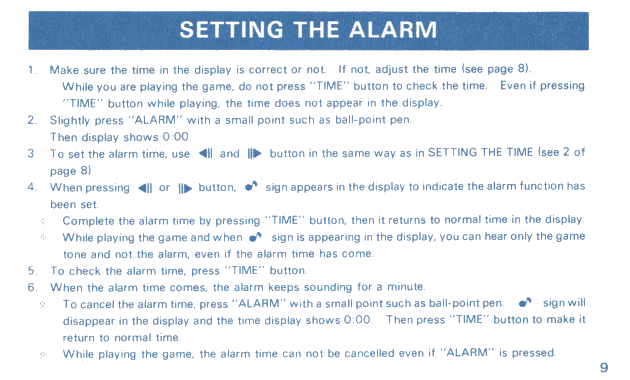 SETTING THE ALARM
1. Make sure the time in the display is correct or not. If not, adjust the time (see page 8).
While you are playing the game, do not press "TIME" button to check the time. Even if pressing
"TIME" button while playing, the time does not appear in the display.
2. Slightly press "ALARM" with a small point such as ball-point pen.
Then display shows 0:00.
3 To set the alarm time, use ◀|| and ||▶ button in the same way as in SETTING THE TIME (see 2 of
page 8)
4. When pressing ◀|| or ||▶ button, sign appears in the display to indicate the alarm function has
been set.
Complete the alarm time by pressing "TIME" button, then it returns to normal time in the display.
While playing the game and when sign is appearing in the display, you can hear only the game
tone and not the alarm, even if the alarm time has come.
5. To check the alarm time, press "TIME" button.
6. When the alarm time comes, the alarm keeps sounding for a minute.
To cancel the alarm time, press "ALARM" with a small point such as ball-point pen. sign will
disappear in the display and the time display shows 0:00. Then press "TIME" button to make it
return to normal time.
While playing the game, the alarm time can not be cancelled even if "ALARM" is pressed.
9